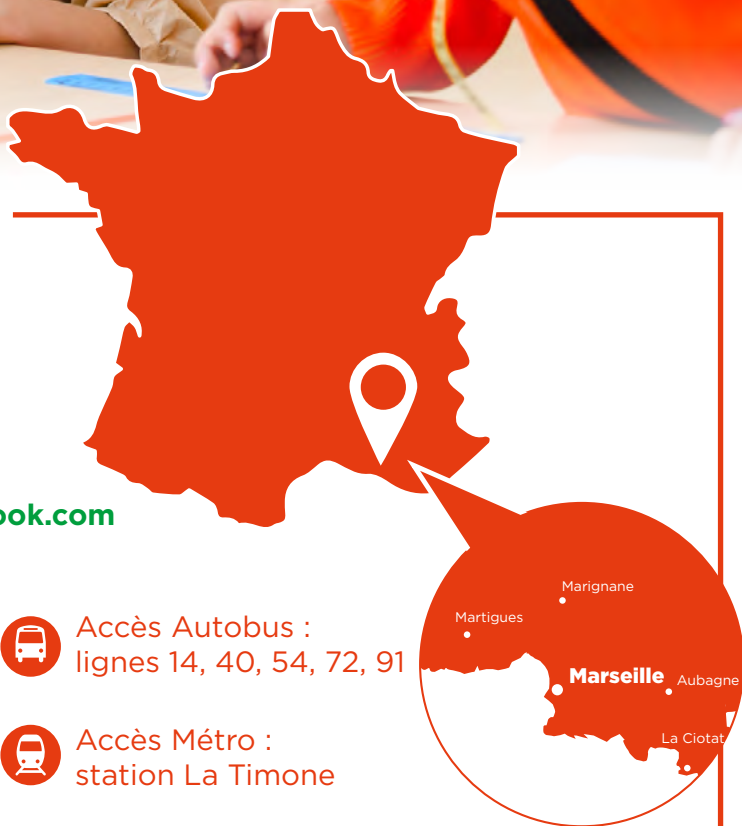 ook.com
Accès Autobus :
lignes 14, 40, 54, 72, 91
Accès Métro :
station La Timone
Marignane
Martigues
Marseille
Aubagne
La Ciotat